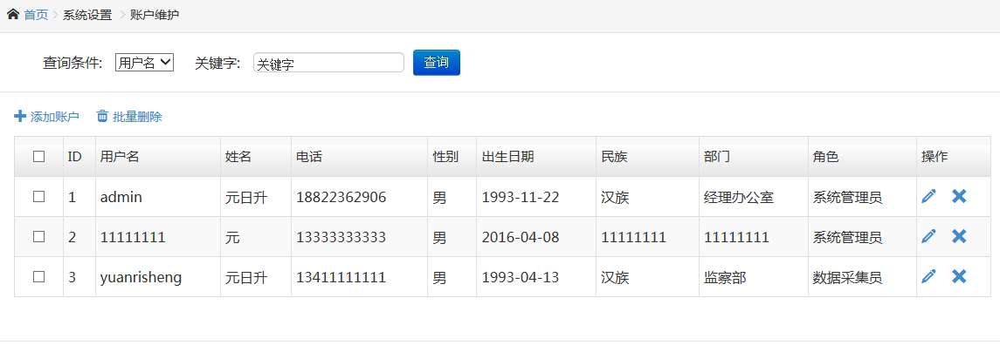 首页 系统设置 账户维护
查询条件: 用户名 关键字: 关键字 查询
添加账户 批量删除
ID 用户名 姓名 电话 性别 出生日期 民族 部门 角色 操作
1 admin 元日升 18822362906 男 1993-11-22 汉族 经理办公室 系统管理员
2 11111111 元 13333333333 男 2016-04-08 11111111 11111111 系统管理员
3 yuanrisheng 元日升 13411111111 男 1993-04-13 汉族 监察部 数据采集员